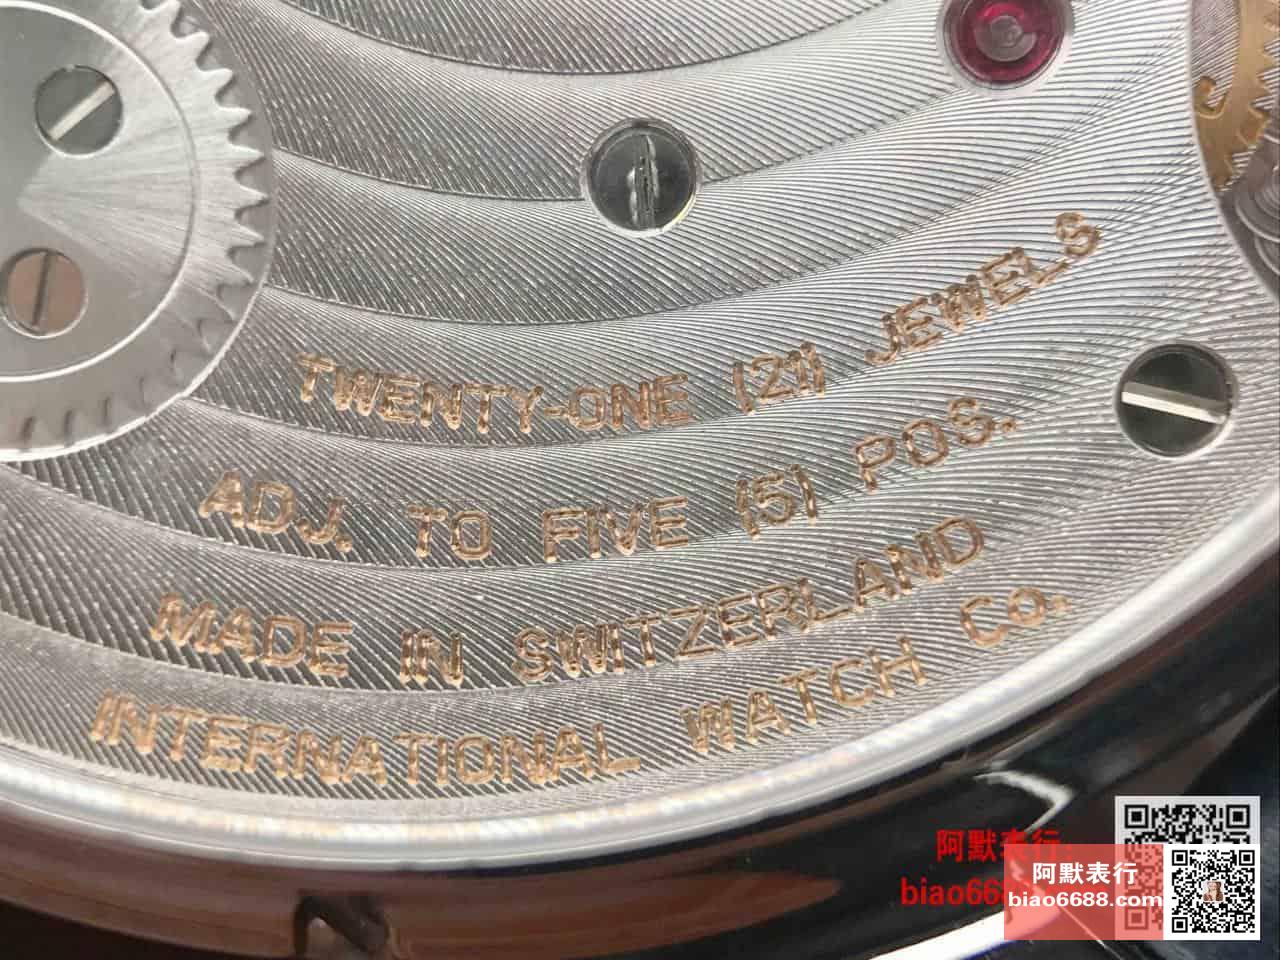 TWENTY-ONE (21) JEWELS
ADJ. TO FIVE (5) POS.
MADE IN SWITZERLAND
INTERNATIONAL WATCH Co.
阿默表行
biao668
阿默表行
biao6688.com